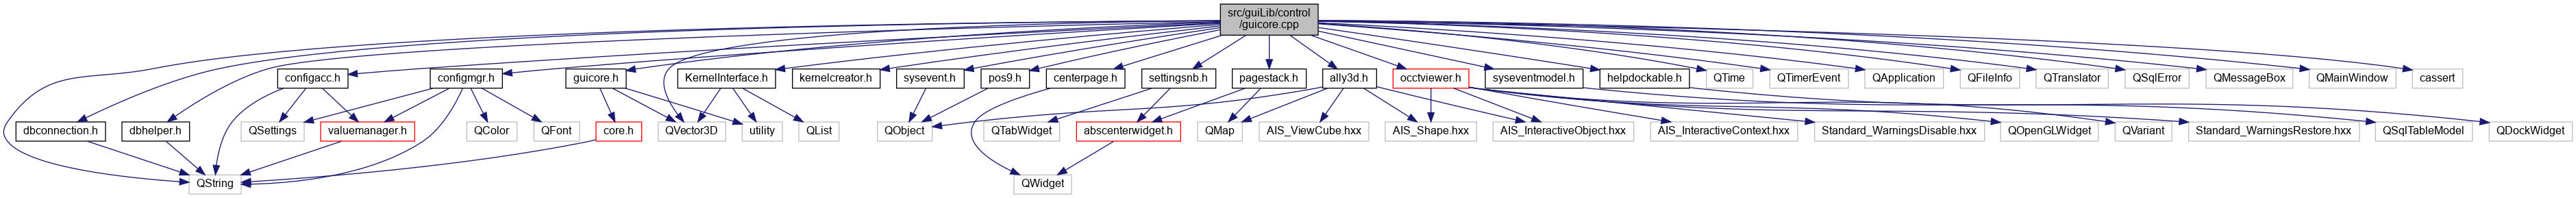 src/guiLib/control
/guicore.cpp
configacc.h
configmgr.h
guicore.h
KernelInterface.h
kernelcreator.h
sysevent.h
pos9.h
centerpage.h
settingsnb.h
pagestack.h
ally3d.h
occtviewer.h
syseventmodel.h
helpdockable.h
QTime
QTimerEvent
QApplication
QFileInfo
QTranslator
QSqlError
QMessageBox
QMainWindow
cassert
dbconnection.h
dbhelper.h
QSettings
valuemanager.h
QColor
QFont
core.h
QVector3D
utility
QList
QObject
QTabWidget
abscenterwidget.h
QMap
AIS_ViewCube.hxx
AIS_Shape.hxx
AIS_InteractiveObject.hxx
AIS_InteractiveContext.hxx
Standard_WarningsDisable.hxx
QOpenGLWidget
QVariant
Standard_WarningsRestore.hxx
QSqlTableModel
QDockWidget
QString
QWidget